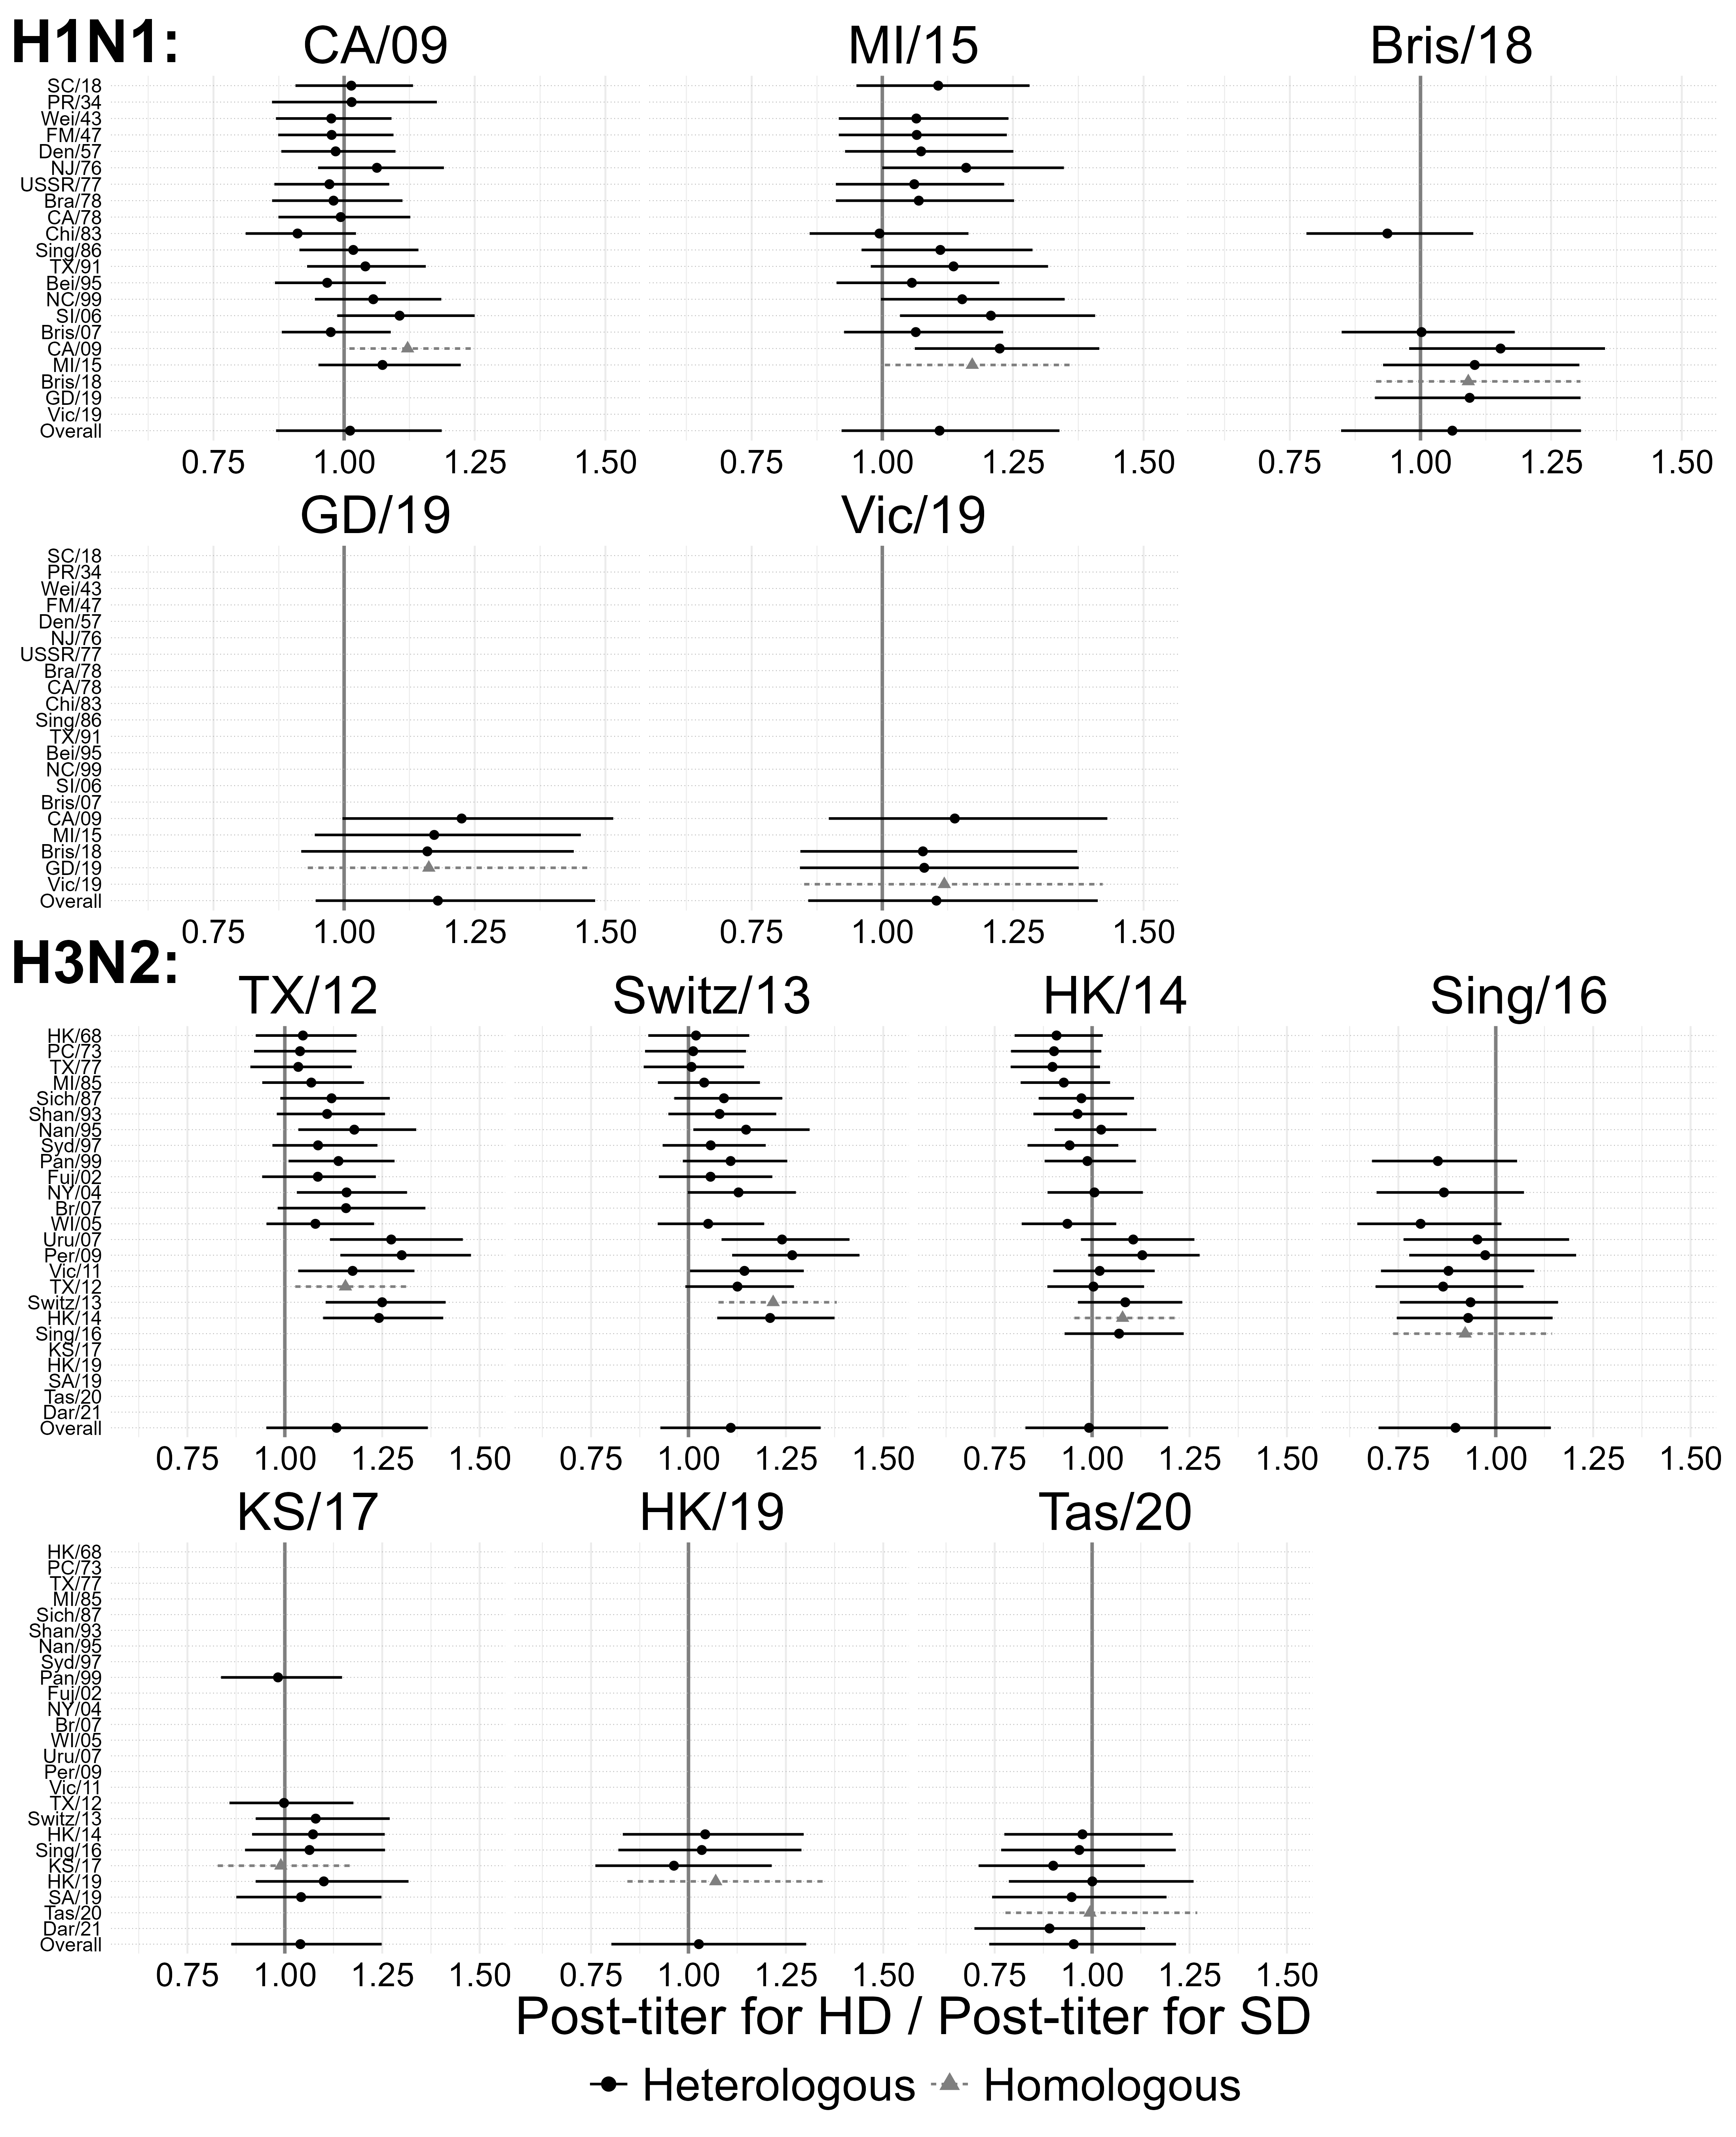 H1N1:
CA/09 MI/15 Bris/18
SC/18
PR/34
Wei/43
FM/47
Den/57
NJ/76
USSR/77
Bra/78
CA/78
Chi/83
Sing/86
TX/91
Bei/95
NC/99
SI/06
Bris/07
CA/09
MI/15
Bris/18
GD/19
Vic/19
Overall
0.75 1.00 1.25 1.50 0.75 1.00 1.25 1.50 0.75 1.00 1.25 1.50
GD/19 Vic/19
SC/18
PR/34
Wei/43
FM/47
Den/57
NJ/76
USSR/77
Bra/78
CA/78
Chi/83
Sing/86
TX/91
Bei/95
NC/99
SI/06
Bris/07
CA/09
MI/15
Bris/18
GD/19
Vic/19
Overall
0.75 1.00 1.25 1.50 0.75 1.00 1.25 1.50
H3N2:
TX/12 Switz/13 HK/14 Sing/16
HK/68
PC/73
TX/77
MI/85
Sich/87
Shan/93
Nan/95
Syd/97
Pan/99
Fuj/02
NY/04
Br/07
WI/05
Uru/07
Per/09
Vic/11
TX/12
Switz/13
HK/14
Sing/16
KS/17
HK/19
SA/19
Tas/20
Dar/21
Overall
0.75 1.00 1.25 1.50 0.75 1.00 1.25 1.50 0.75 1.00 1.25 1.50 0.75 1.00 1.25 1.50
KS/17 HK/19 Tas/20
HK/68
PC/73
TX/77
MI/85
Sich/87
Shan/93
Nan/95
Syd/97
Pan/99
Fuj/02
NY/04
Br/07
WI/05
Uru/07
Per/09
Vic/11
TX/12
Switz/13
HK/14
Sing/16
KS/17
HK/19
SA/19
Tas/20
Dar/21
Overall
0.75 1.00 1.25 1.50 0.75 1.00 1.25 1.50 0.75 1.00 1.25 1.50
Post-titer for HD / Post-titer for SD
Heterologous Homologous